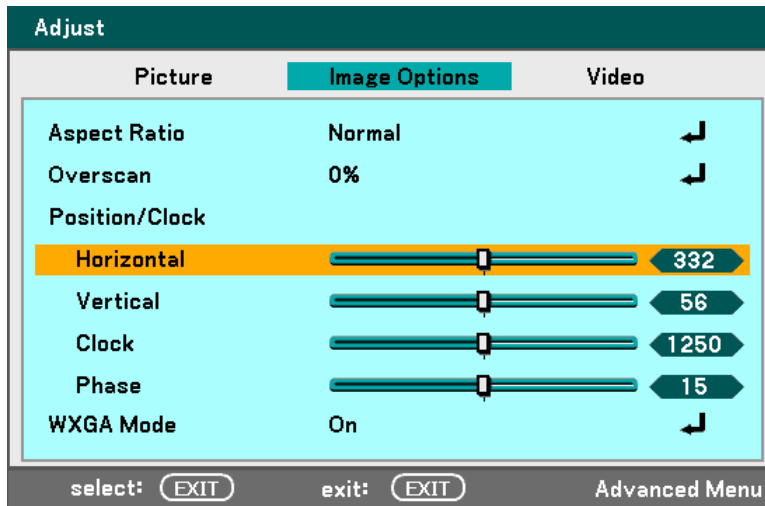 Adjust
Picture Image Options Video
Aspect Ratio Normal
Overscan 0%
Position/Clock
Horizontal 332
Vertical 56
Clock 1250
Phase 15
WXGA Mode On
select: EXIT exit: EXIT Advanced Menu